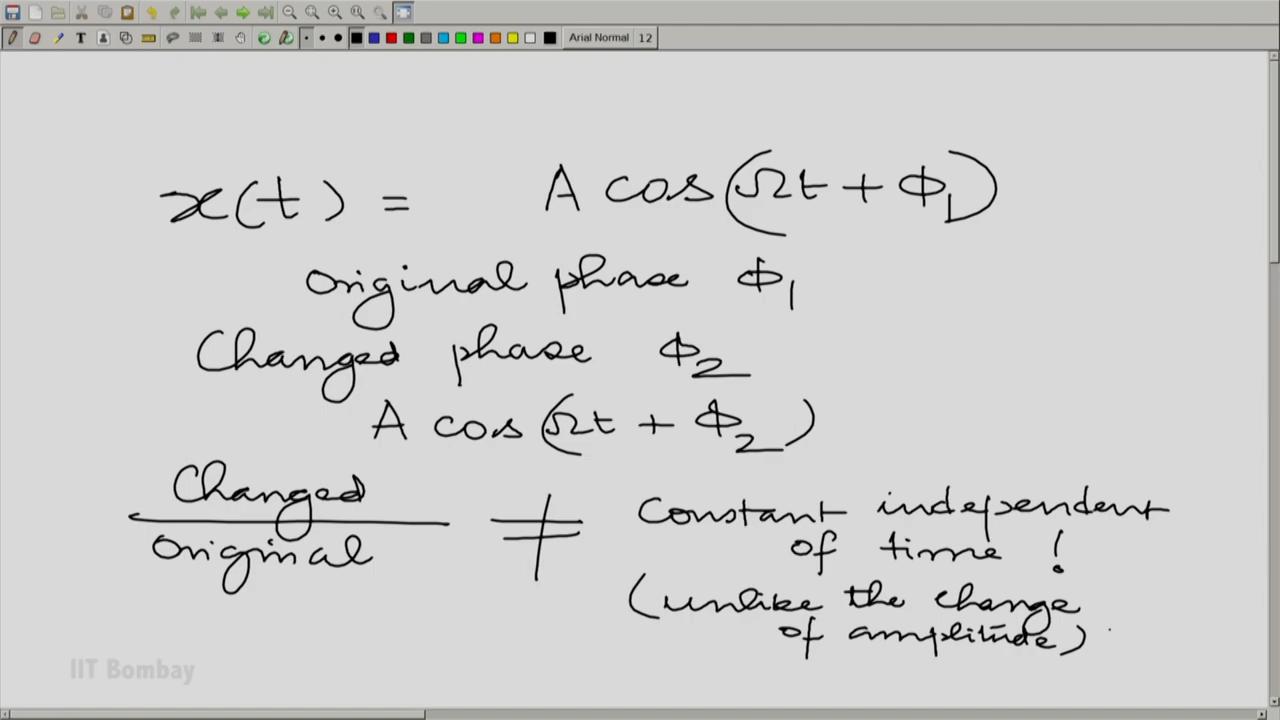 Arial Normal 12
x(t) = A cos(Ωt + Φ₁)
Original phase Φ₁
Changed phase Φ₂
A cos(Ωt + Φ₂)
Changed
Original
≠ Constant independent
of time !
(unlike the change
of amplitude)
IIT Bombay